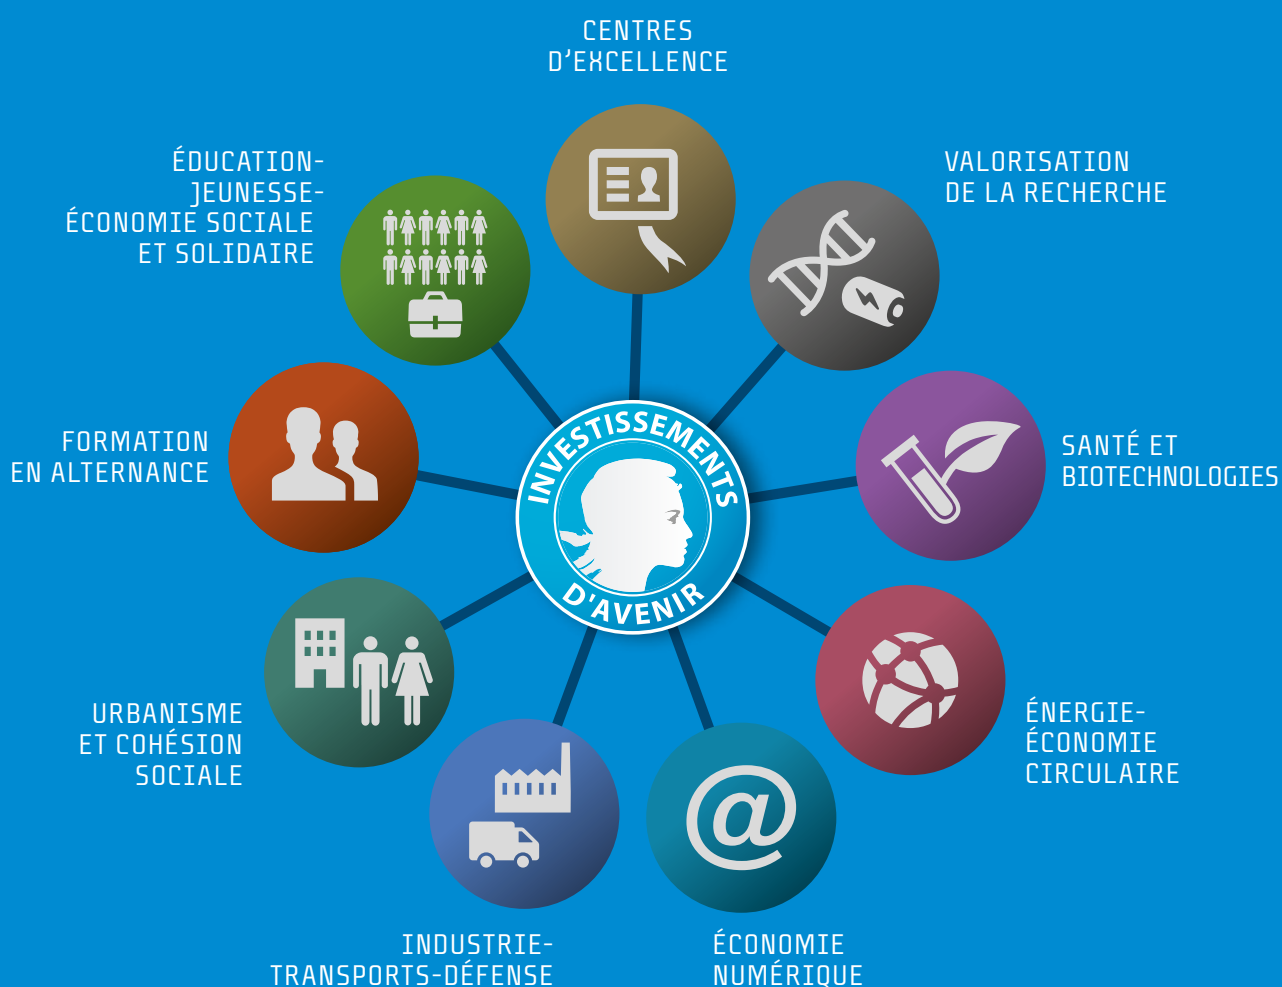 CENTRES
D'EXCELLENCE
ÉDUCATION-
JEUNESSE-
ÉCONOMIE SOCIALE
ET SOLIDAIRE
VALORISATION
DE LA RECHERCHE
FORMATION
EN ALTERNANCE
INVESTISSEMENTS
D'AVENIR
SANTÉ ET
BIOTECHNOLOGIES
URBANISME
ET COHÉSION
SOCIALE
@
ÉNERGIE-
ÉCONOMIE
CIRCULAIRE
INDUSTRIE-
TRANSPORTS-DÉFENSE
ÉCONOMIE
NUMÉRIQUE